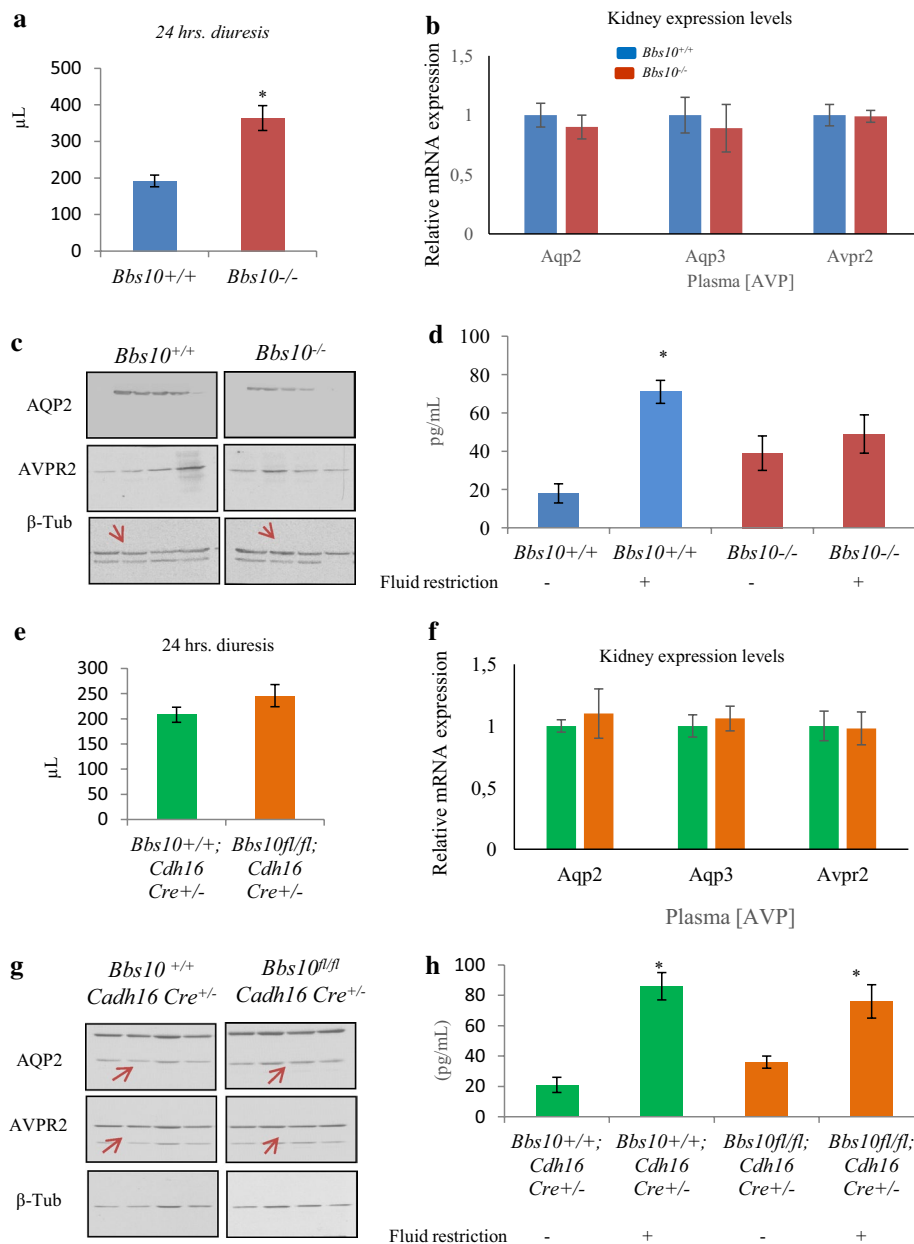 a
24 hrs. diuresis
µL
500
400
300
200
100
0
*
Bbs10+/+
Bbs10-/-
b
Kidney expression levels
Bbs10+/+
Bbs10-/-
Relative mRNA expression
1,5
1
0,5
0
Aqp2
Aqp3
Avpr2
Plasma [AVP]
c
Bbs10+/+
Bbs10-/-
AQP2
AVPR2
β-Tub
d
pg/mL
100
80
60
40
20
0
*
Bbs10+/+
Bbs10+/+
Bbs10-/-
Bbs10-/-
Fluid restriction - + - +
e
24 hrs. diuresis
µL
300
250
200
150
100
50
0
Bbs10+/+;
Cdh16
Cre+/-
Bbs10fl/fl;
Cdh16
Cre+/-
f
Kidney expression levels
Relative mRNA expression
1,5
1
0,5
0
Aqp2
Aqp3
Avpr2
Plasma [AVP]
g
Bbs10 +/+
Cadh16 Cre+/-
Bbs10fl/fl
Cadh16 Cre+/-
AQP2
AVPR2
β-Tub
h
(pg/mL)
100
80
60
40
20
0
*
*
Bbs10+/+;
Cdh16
Cre+/-
Bbs10+/+;
Cdh16
Cre+/-
Bbs10fl/fl;
Cdh16
Cre+/-
Bbs10fl/fl;
Cdh16
Cre+/-
Fluid restriction - + - +